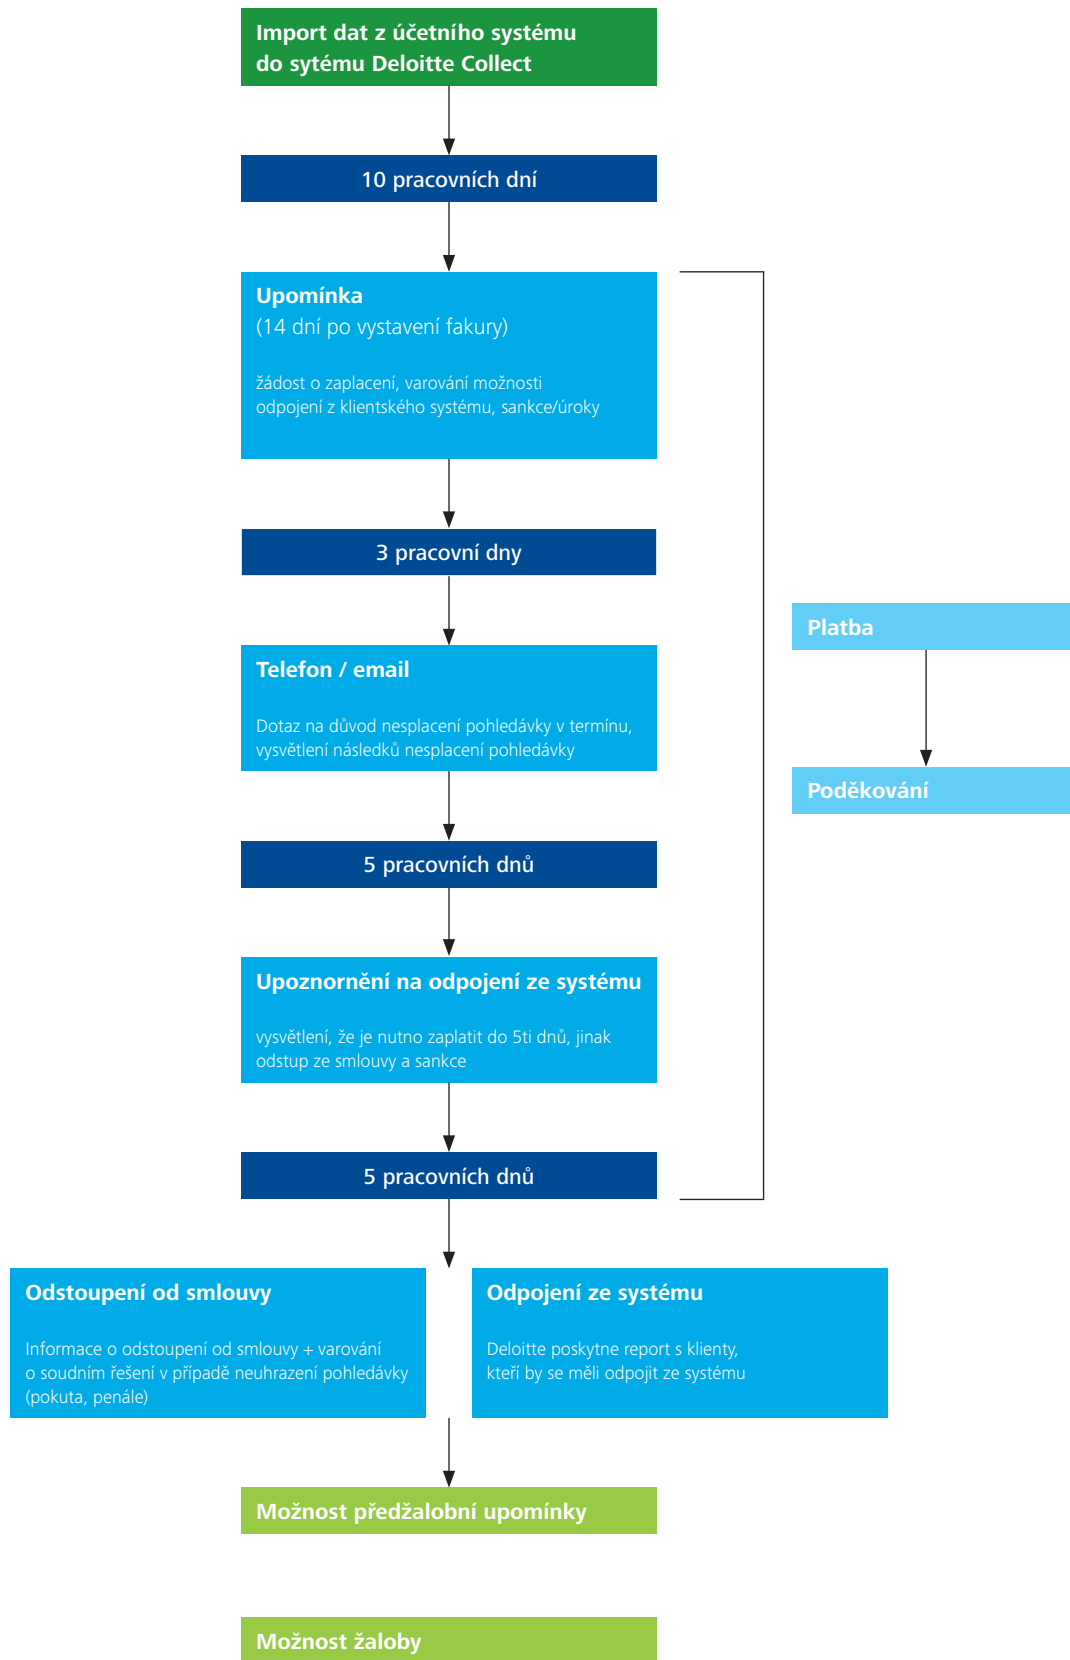 Import dat z účetního systému
do sytému Deloitte Collect
10 pracovních dní
Upomínka
(14 dní po vystavení fakury)
žádost o zaplacení, varování možnosti
odpojení z klientského systému, sankce/úroky
3 pracovní dny
Telefon / email
Dotaz na důvod nesplacení pohledávky v termínu,
vysvětlení následků nesplacení pohledávky
Platba
Poděkování
5 pracovních dnů
Upoznornění na odpojení ze systému
vysvětlení, že je nutno zaplatit do 5ti dnů, jinak
odstup ze smlouvy a sankce
5 pracovních dnů
Odstoupení od smlouvy
Informace o odstoupení od smlouvy + varování
o soudním řešení v případě neuhrazení pohledávky
(pokuta, penále)
Odpojení ze systému
Deloitte poskytne report s klienty,
kteří by se měli odpojit ze systému
Možnost předžalobní upomínky
Možnost žaloby